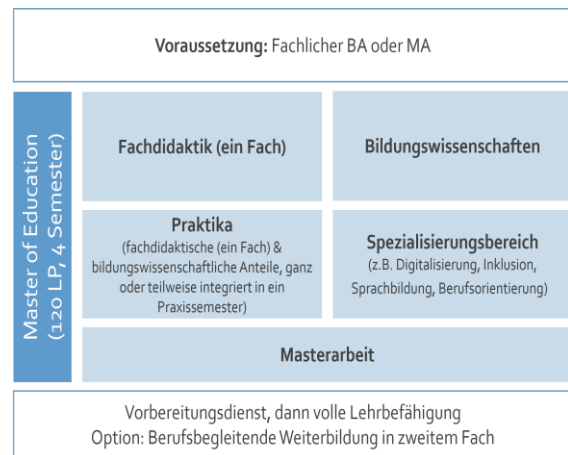 Voraussetzung: Fachlicher BA oder MA
Master of Education
(120 LP, 4 Semester)
Fachdidaktik (ein Fach)
Bildungswissenschaften
Praktika
(fachdidaktische (ein Fach) &
bildungswissenschaftliche Anteile, ganz
oder teilweise integriert in ein
Praxissemester)
Spezialisierungsbereich
(z.B. Digitalisierung, Inklusion,
Sprachbildung, Berufsorientierung)
Masterarbeit
Vorbereitungsdienst, dann volle Lehrbefähigung
Option: Berufsbegleitende Weiterbildung in zweitem Fach